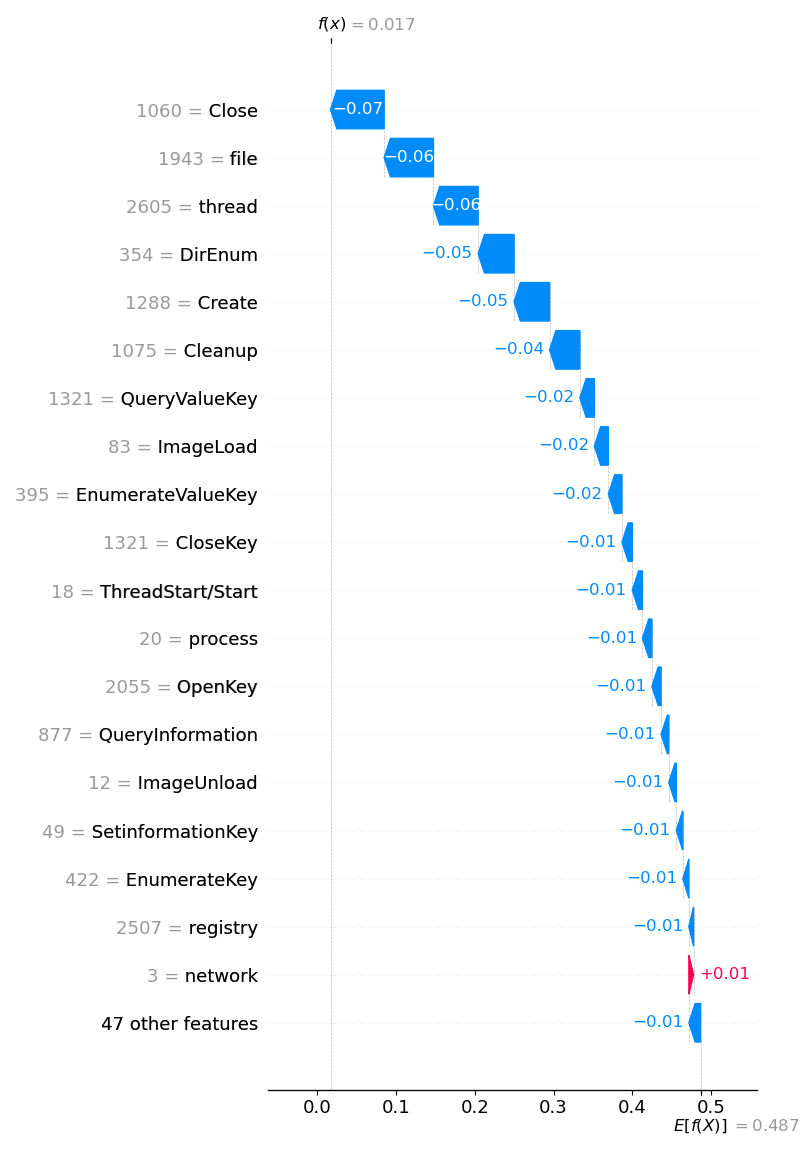 f(x) = 0.017
1060 = Close −0.07
1943 = file −0.06
2605 = thread −0.06
354 = DirEnum −0.05
1288 = Create −0.05
1075 = Cleanup −0.04
1321 = QueryValueKey −0.02
83 = ImageLoad −0.02
395 = EnumerateValueKey −0.02
1321 = CloseKey −0.01
18 = ThreadStart/Start −0.01
20 = process −0.01
2055 = OpenKey −0.01
877 = QueryInformation −0.01
12 = ImageUnload −0.01
49 = SetinformationKey −0.01
422 = EnumerateKey −0.01
2507 = registry −0.01
3 = network +0.01
47 other features −0.01
0.0 0.1 0.2 0.3 0.4 0.5
E[f(X)] = 0.487